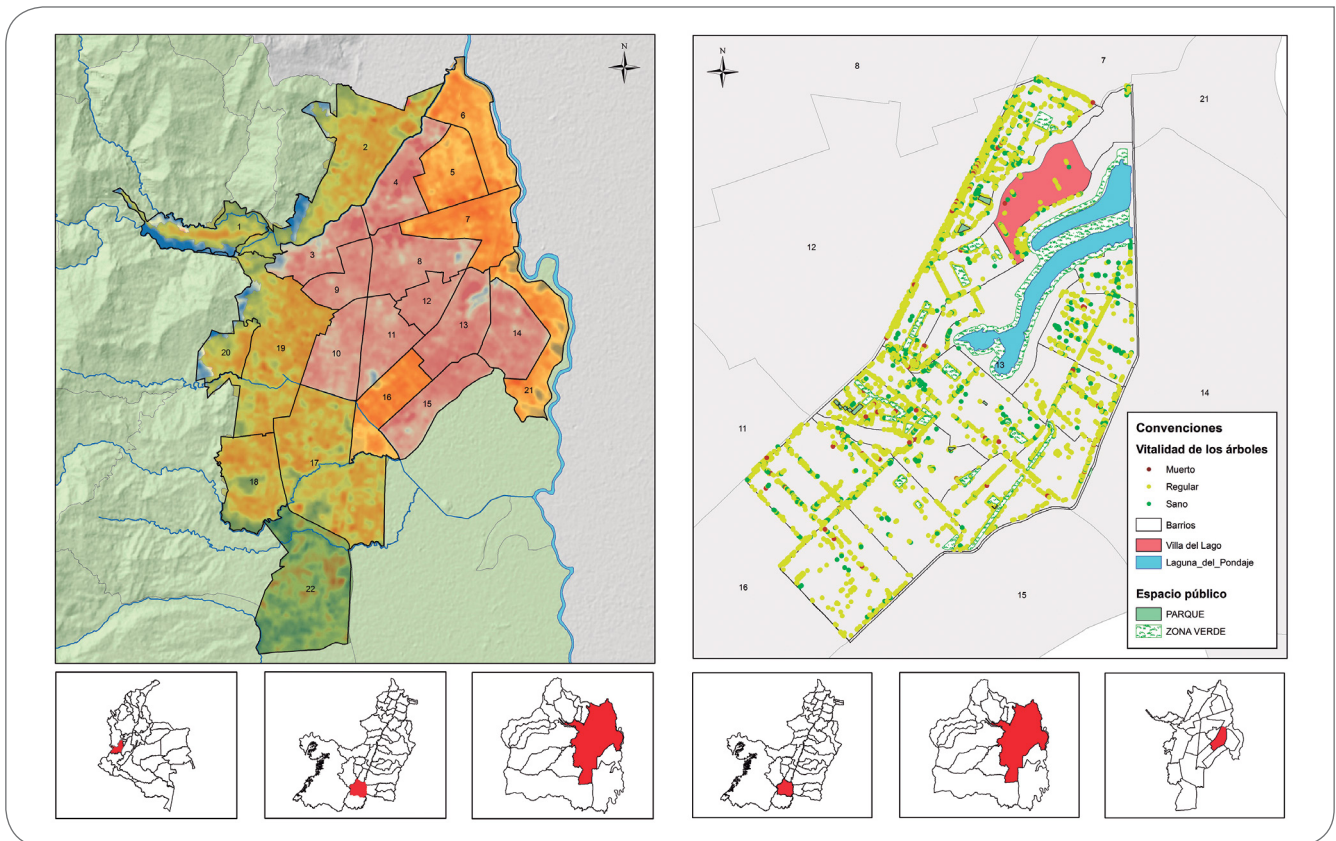 N
6
2
5
4
7
1
3
8
9
12
13
14
11
10
20
19
21
16
15
17
18
22
N
7
8
21
12
13
14
11
16
15
Convenciones
Vitalidad de los árboles
Muerto
Regular
Sano
Barrios
Villa del Lago
Laguna_del_Pondaje
Espacio público
PARQUE
ZONA VERDE